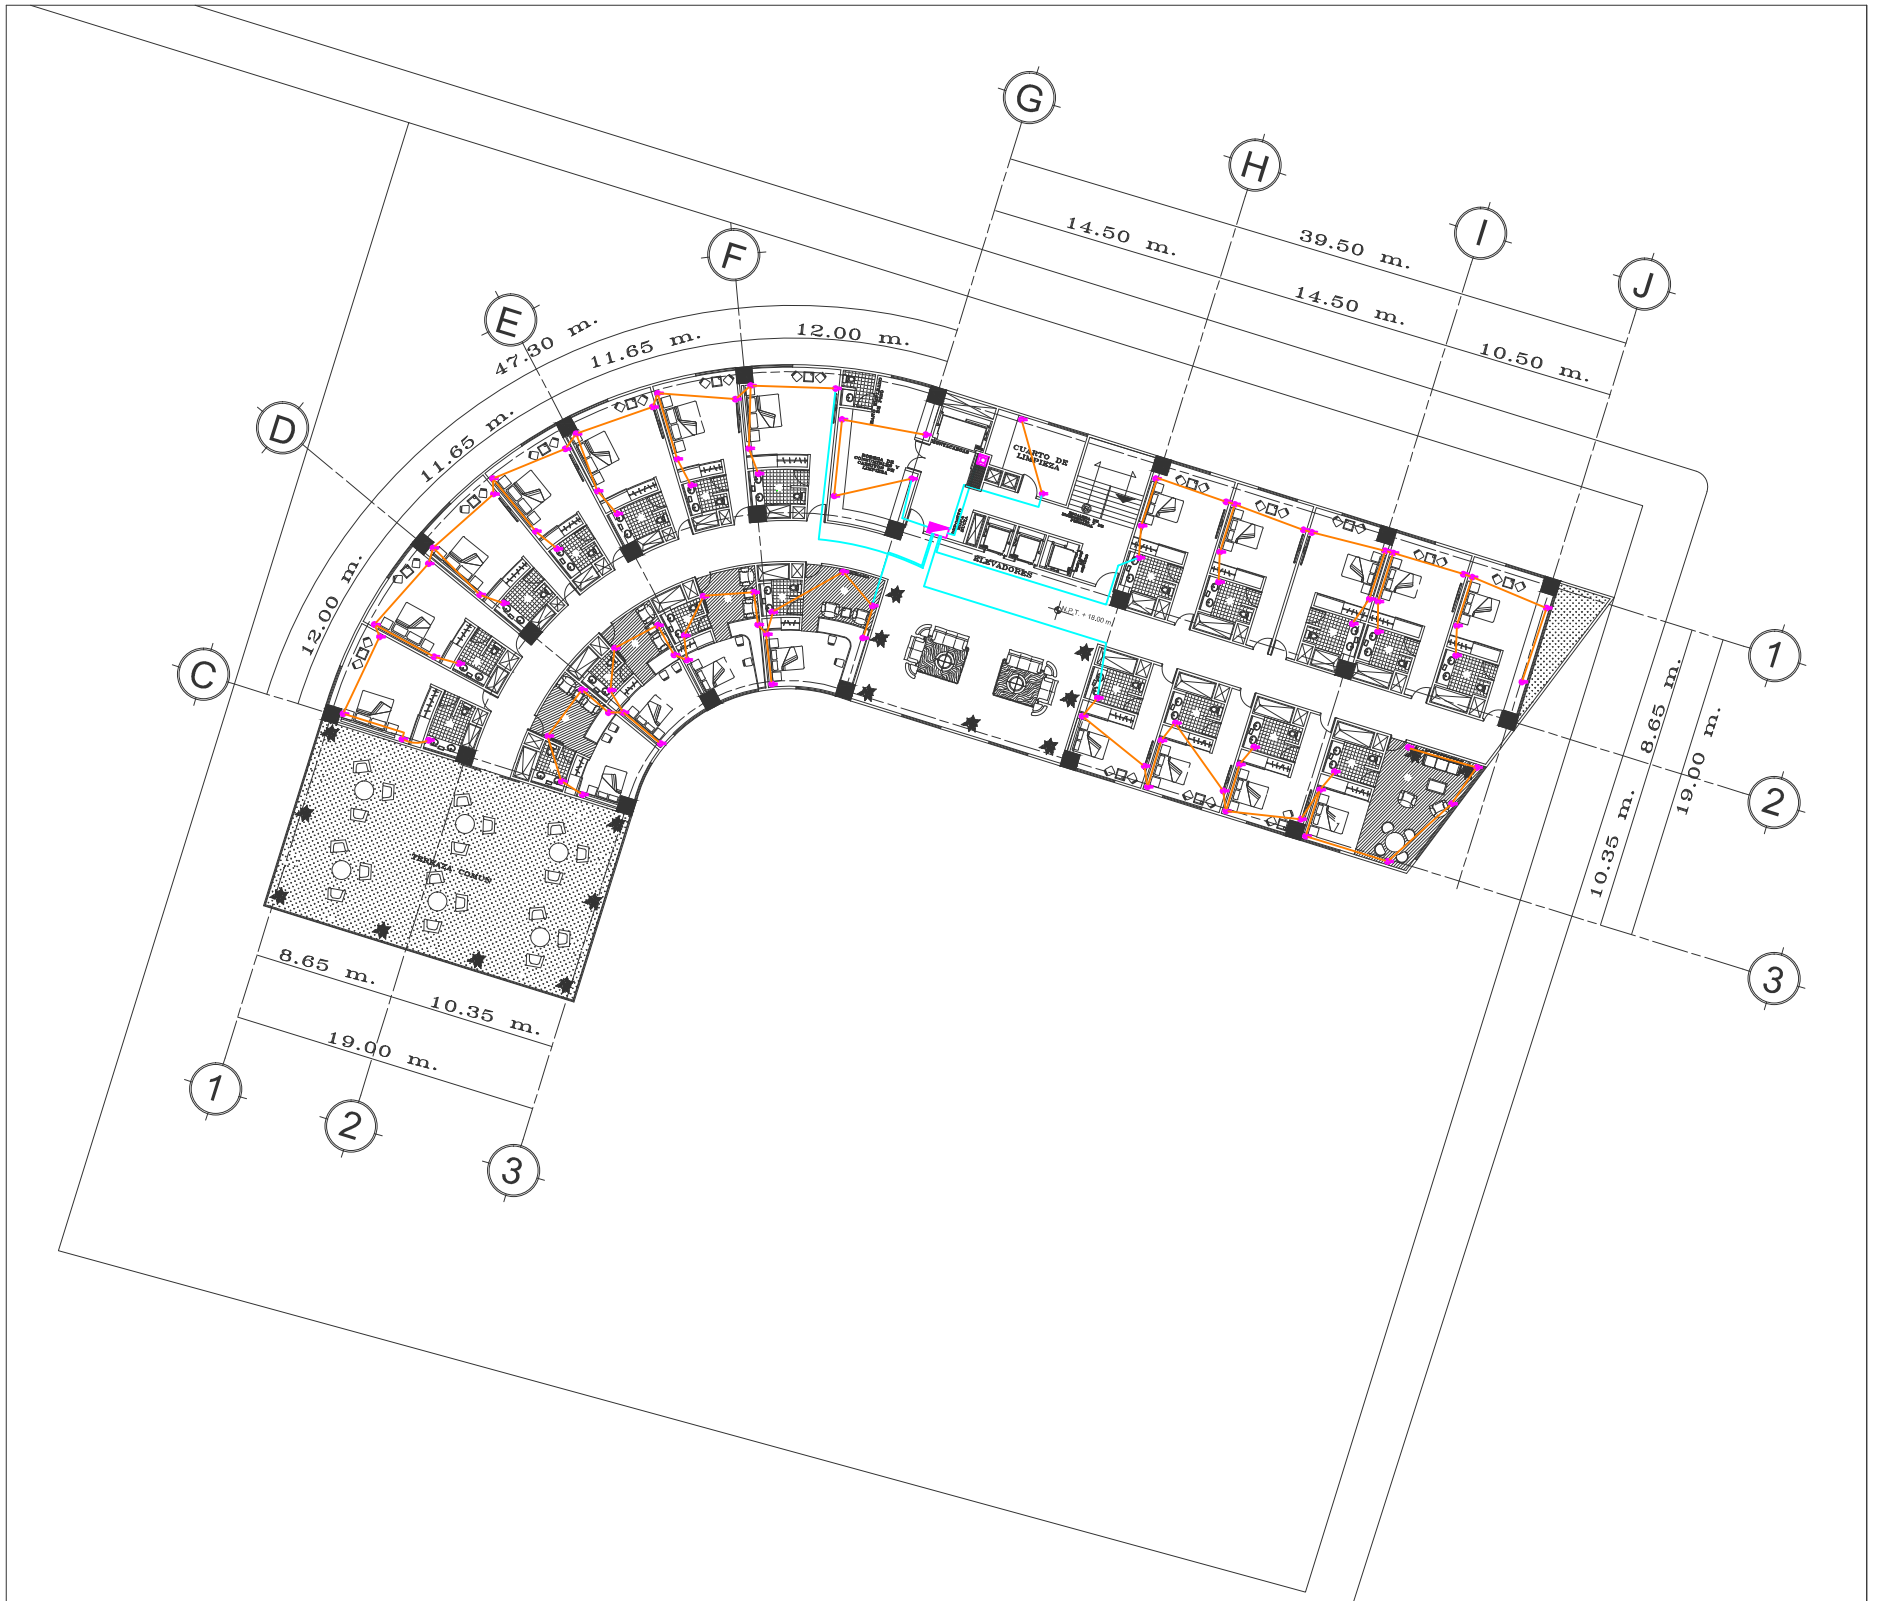 G
H
I
J
F
E
D
C
39.50 m.
14.50 m.
14.50 m.
10.50 m.
47.30 m.
12.00 m.
11.65 m.
11.65 m.
12.00 m.
CUARTO DE
LIMPIEZA
ELEVADORES
N.P.T. + 18.00 m
TERRAZA COMUN
1
2
3
8.65 m.
10.35 m.
19.00 m.
8.65 m.
10.35 m.
19.00 m.
1
2
3